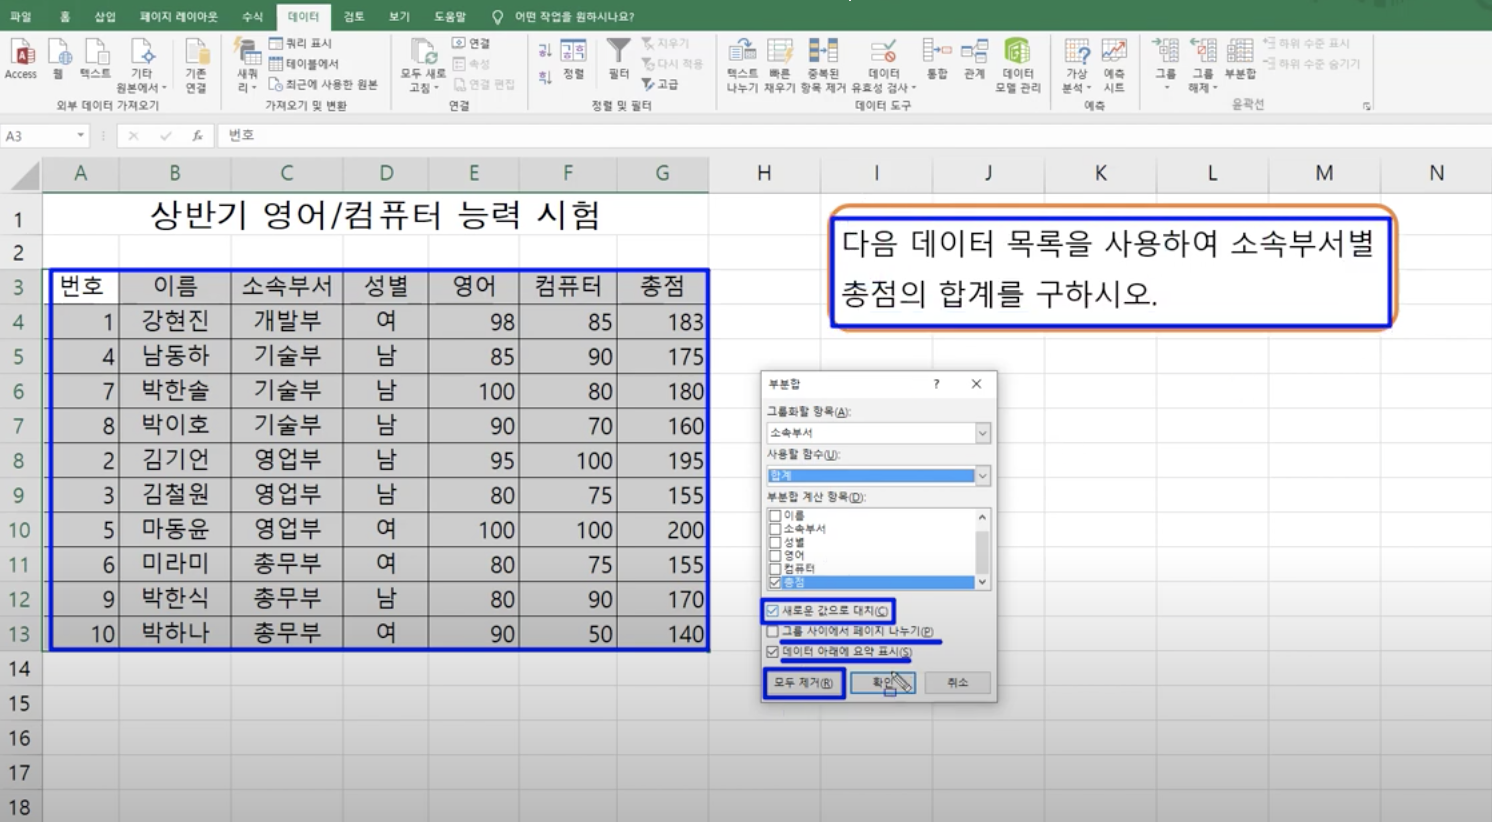 파일 홈 삽입 페이지 레이아웃 수식 데이터 검토 보기 도움말 어떤 작업을 원하시나요?
Access 웹 텍스트 기타 원본에서 기존 연결
외부 데이터 가져오기
새 쿼리 쿼리 표시 테이블에서 최근에 사용한 원본
가져오기 및 변환
모두 새로 고침 연결 속성 연결 편집
연결
정렬 필터 지우기 다시 적용 고급
정렬 및 필터
텍스트 나누기 빠른 채우기 중복된 항목 제거 데이터 유효성 검사 통합 관계 데이터 모델 관리
데이터 도구
가상 분석 예측 시트
예측
그룹 그룹 해제 부분합 하위 수준 표시 하위 수준 숨기기
윤곽선
A3 fx 번호
A B C D E F G H I J K L M N
1 상반기 영어/컴퓨터 능력 시험
2
3 번호 이름 소속부서 성별 영어 컴퓨터 총점
4 1 강현진 개발부 여 98 85 183
5 4 남동하 기술부 남 85 90 175
6 7 박한솔 기술부 남 100 80 180
7 8 박이호 기술부 남 90 70 160
8 2 김기언 영업부 남 95 100 195
9 3 김철원 영업부 남 80 75 155
10 5 마동윤 영업부 여 100 100 200
11 6 미라미 총무부 여 80 75 155
12 9 박한식 총무부 남 80 90 170
13 10 박하나 총무부 여 90 50 140
14
15
16
17
18
다음 데이터 목록을 사용하여 소속부서별
총점의 합계를 구하시오.
부분합 ?
그룹화할 항목(A):
소속부서
사용할 함수(U):
합계
부분합 계산 항목(D):
이름
소속부서
성별
영어
컴퓨터
총점
새로운 값으로 대치(C)
그룹 사이에서 페이지 나누기(P)
데이터 아래에 요약 표시(S)
모두 제거(R) 확인 취소